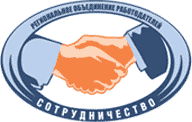 РЕГИОНАЛЬНОЕ ОБЪЕДИНЕНИЕ РАБОТОДАТЕЛЕЙ
СОТРУДНИЧЕСТВО